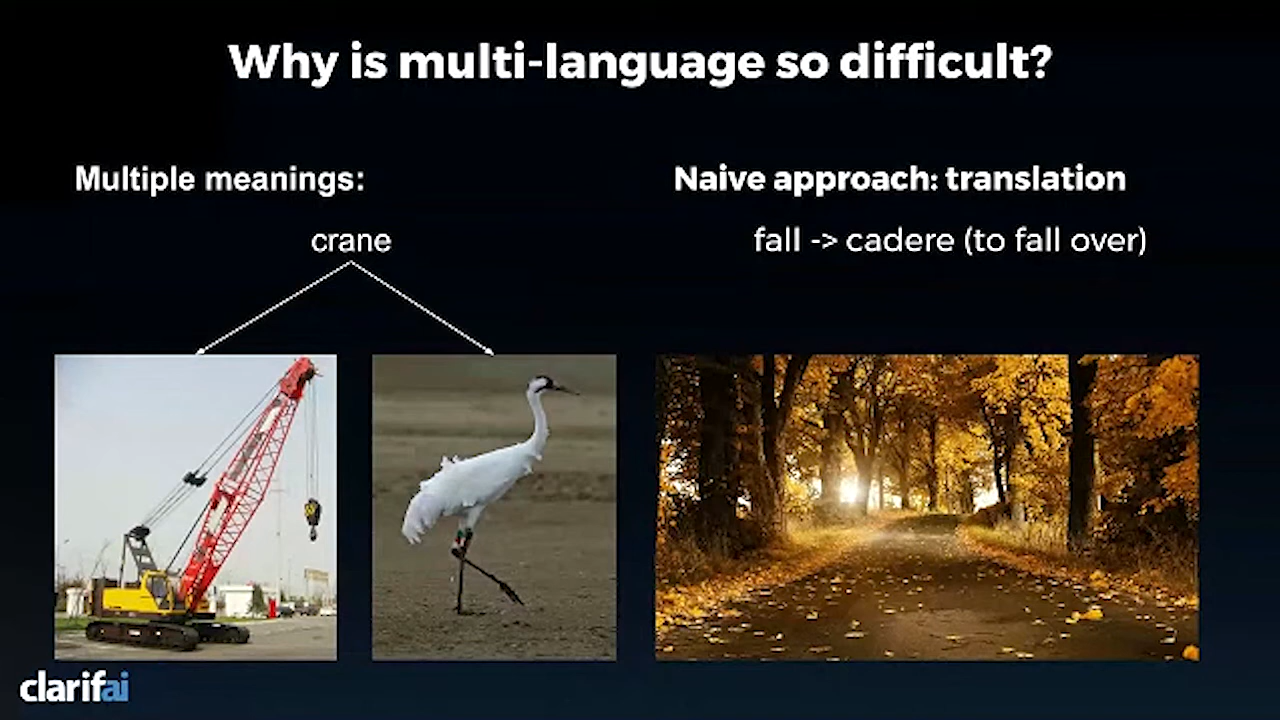 Why is multi-language so difficult?
Multiple meanings:
crane
Naive approach: translation
fall -> cadere (to fall over)
clarifai